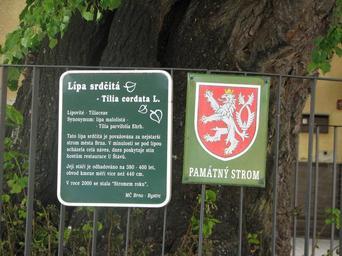 Lípa srdčitá
- Tilia cordata L.
Lipovité - Tiliaceae
Synonymum: lípa malolistá -
Tilia parvifolia Ehrh.
Tato lípa srdčitá je považována za nejstarší
strom města Brna. V minulosti se pod lípou
scházela celá náves, dnes poskytuje stín
hostům restaurace U Šťávů.
Její stáří je odhadováno na 380 - 400 let,
obvod kmene měří více než 440 cm.
V roce 2000 se stala "Stromem roku".
MČ Brno - Bystrc
PAMÁTNÝ STROM